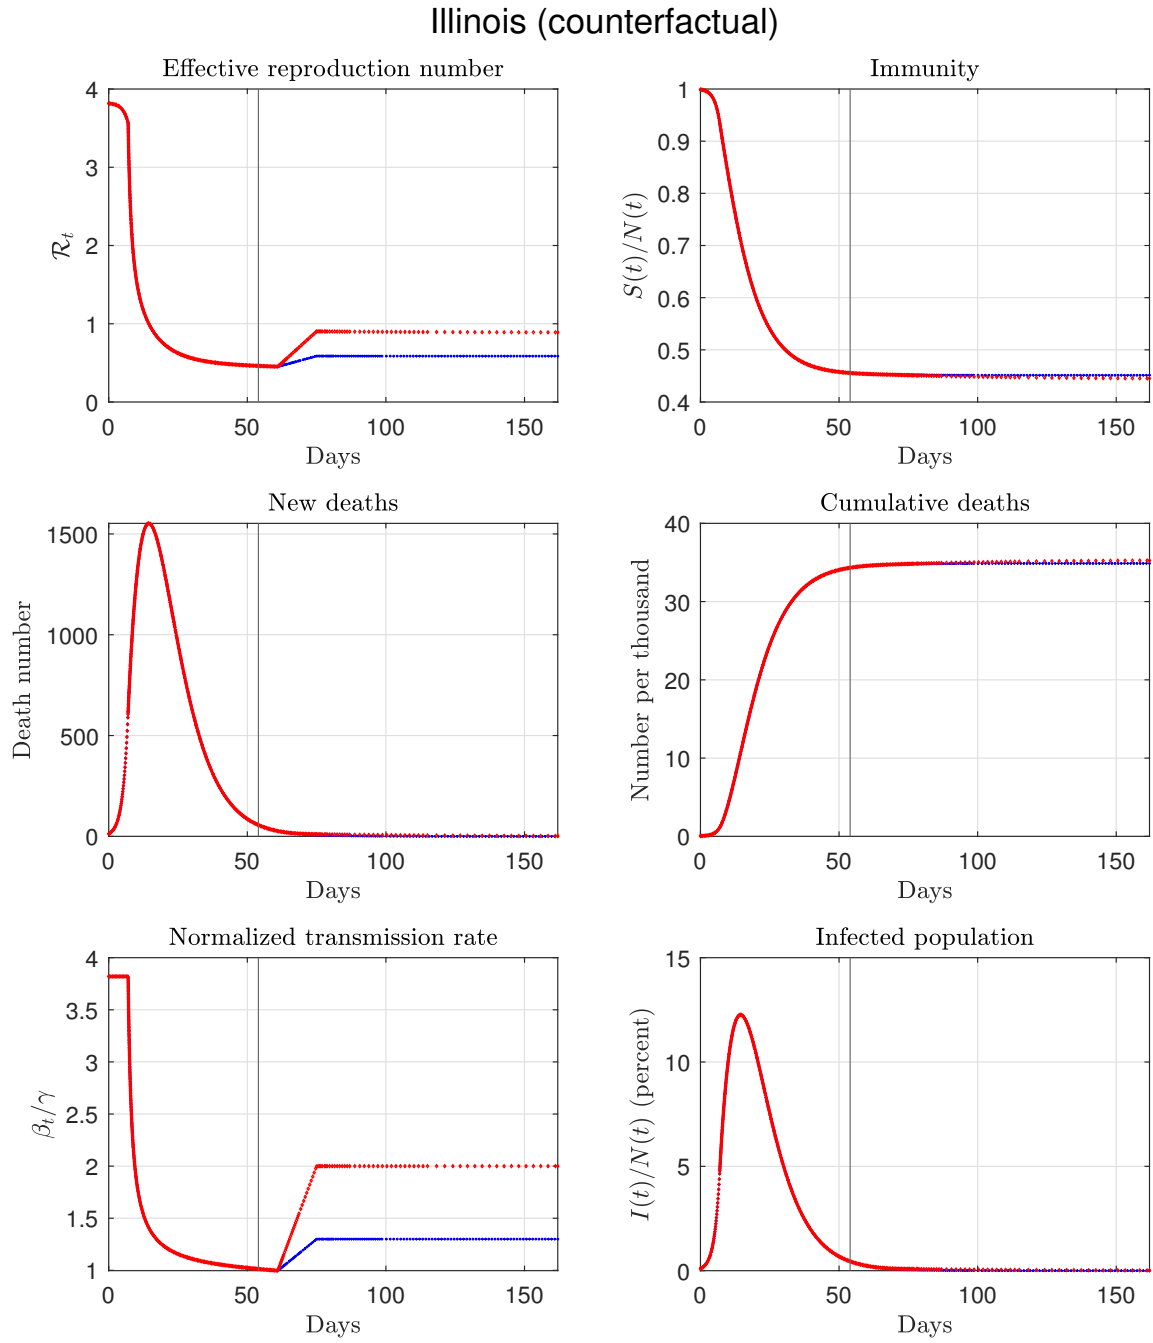 Illinois (counterfactual)
Effective reproduction number
4
3
2
1
0
0 50 100 150
Days
ℛₜ
Immunity
1
0.9
0.8
0.7
0.6
0.5
0.4
0 50 100 150
Days
S(t)/N(t)
New deaths
1500
1000
500
0
0 50 100 150
Days
Death number
Cumulative deaths
40
30
20
10
0
0 50 100 150
Days
Number per thousand
Normalized transmission rate
4
3.5
3
2.5
2
1.5
1
0 50 100 150
Days
βₜ/γ
Infected population
15
10
5
0
0 50 100 150
Days
I(t)/N(t) (percent)